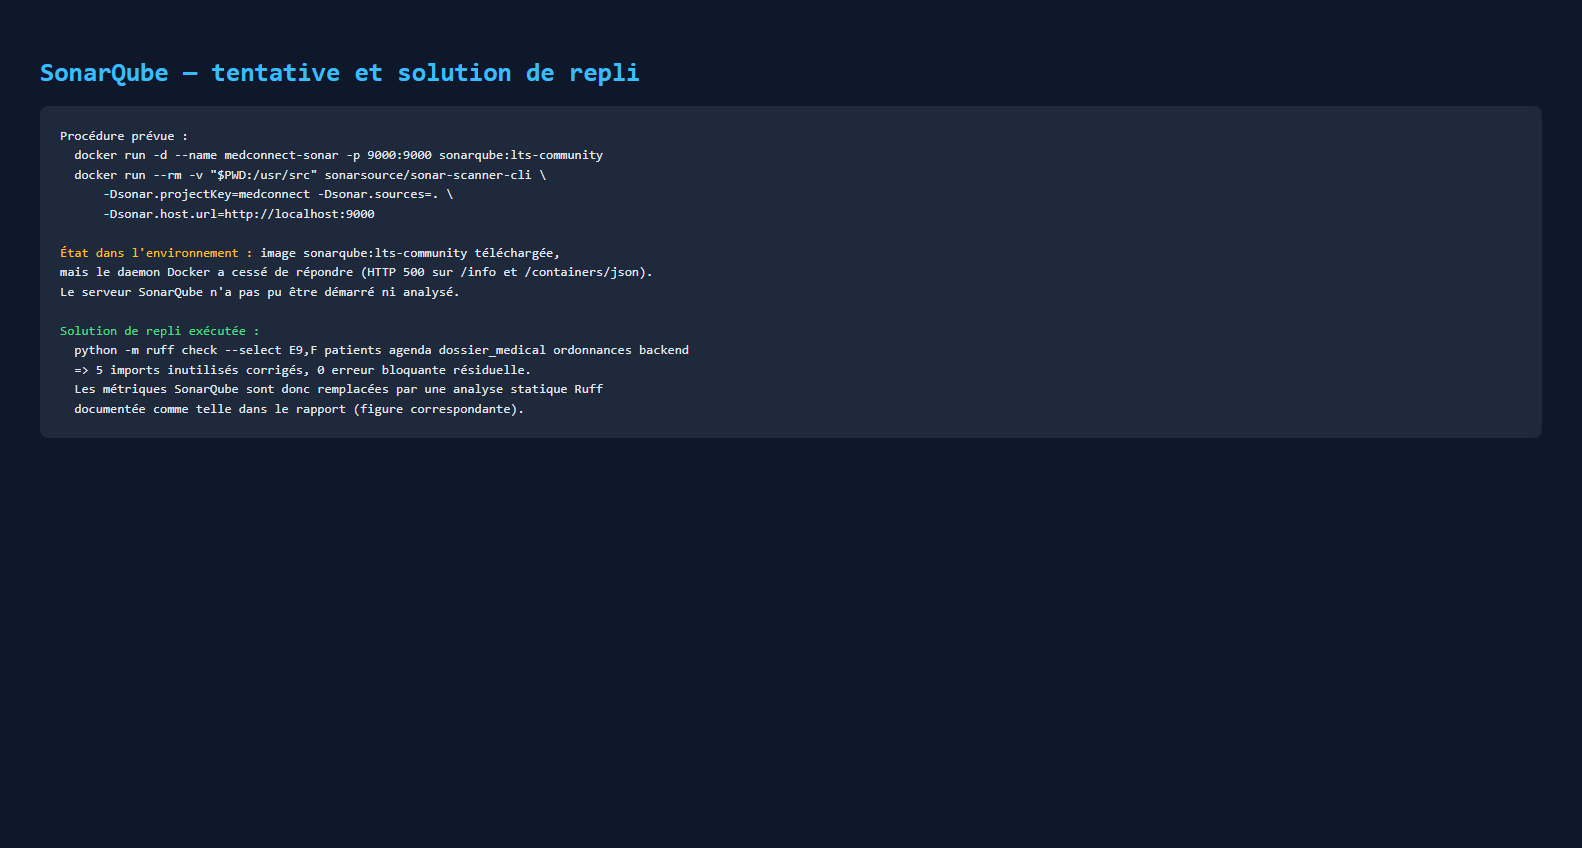 SonarQube — tentative et solution de repli
Procédure prévue :
docker run -d --name medconnect-sonar -p 9000:9000 sonarqube:lts-community
docker run --rm -v "$PWD:/usr/src" sonarsource/sonar-scanner-cli \
-Dsonar.projectKey=medconnect -Dsonar.sources=. \
-Dsonar.host.url=http://localhost:9000
État dans l'environnement : image sonarqube:lts-community téléchargée,
mais le daemon Docker a cessé de répondre (HTTP 500 sur /info et /containers/json).
Le serveur SonarQube n'a pas pu être démarré ni analysé.
Solution de repli exécutée :
python -m ruff check --select E9,F patients agenda dossier_medical ordonnances backend
=> 5 imports inutilisés corrigés, 0 erreur bloquante résiduelle.
Les métriques SonarQube sont donc remplacées par une analyse statique Ruff
documentée comme telle dans le rapport (figure correspondante).